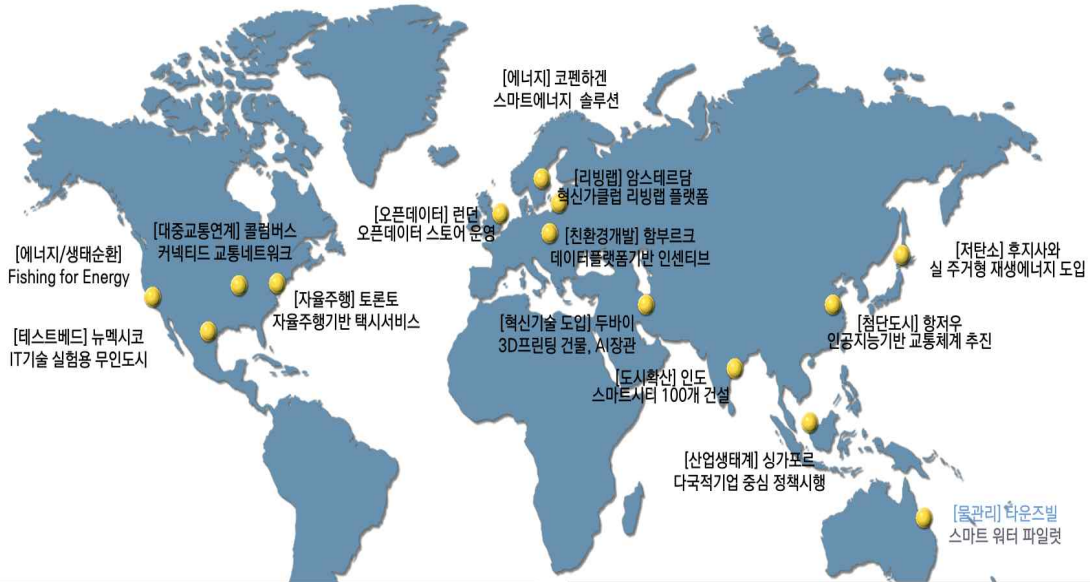 [에너지] 코펜하겐
스마트에너지 솔루션
[리빙랩] 암스테르담
혁신가클럽 리빙랩 플랫폼
[오픈데이터] 런던
오픈데이터 스토어 운영
[친환경개발] 함부르크
데이터플랫폼기반 인센티브
[대중교통연계] 콜럼버스
커넥티드 교통네트워크
[에너지/생태순환]
Fishing for Energy
[자율주행] 토론토
자율주행기반 택시서비스
[테스트베드] 뉴멕시코
IT기술 실험용 무인도시
[저탄소] 후지사와
실 주거형 재생에너지 도입
[혁신기술 도입] 두바이
3D프린팅 건물, AI장관
[첨단도시] 항저우
인공지능기반 교통체계 추진
[도시확산] 인도
스마트시티 100개 건설
[산업생태계] 싱가포르
다국적기업 중심 정책시행
[물관리] 타운즈빌
스마트 워터 파일럿